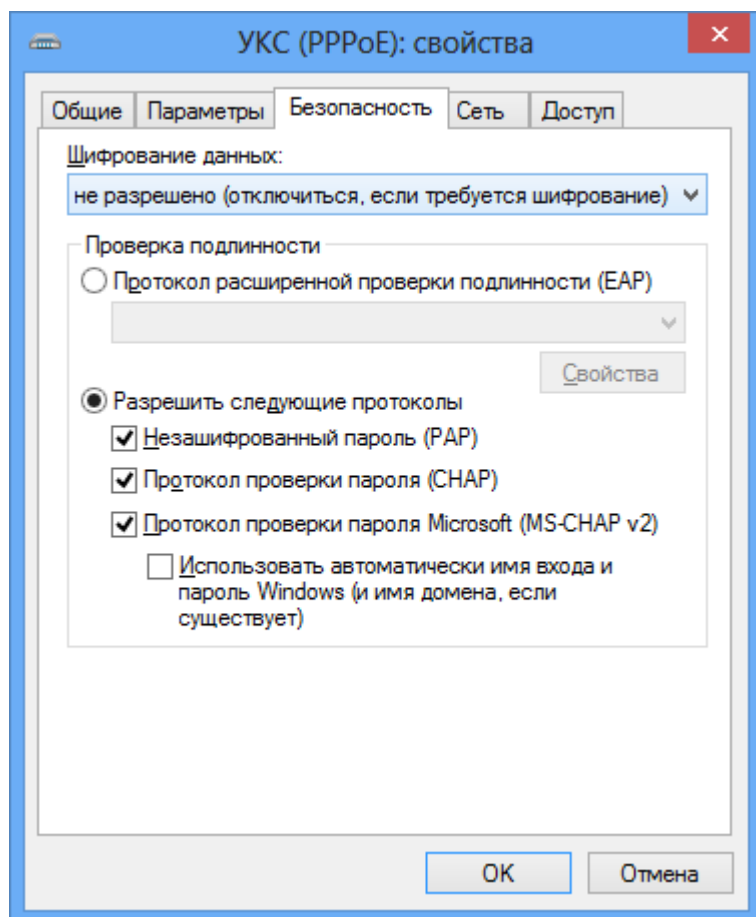 УКС (PPPoE): свойства
Общие Параметры Безопасность Сеть Доступ
Шифрование данных:
не разрешено (отключиться, если требуется шифрование)
Проверка подлинности
Протокол расширенной проверки подлинности (EAP)
Свойства
Разрешить следующие протоколы
Незашифрованный пароль (PAP)
Протокол проверки пароля (CHAP)
Протокол проверки пароля Microsoft (MS-CHAP v2)
Использовать автоматически имя входа и
пароль Windows (и имя домена, если
существует)
OK Отмена